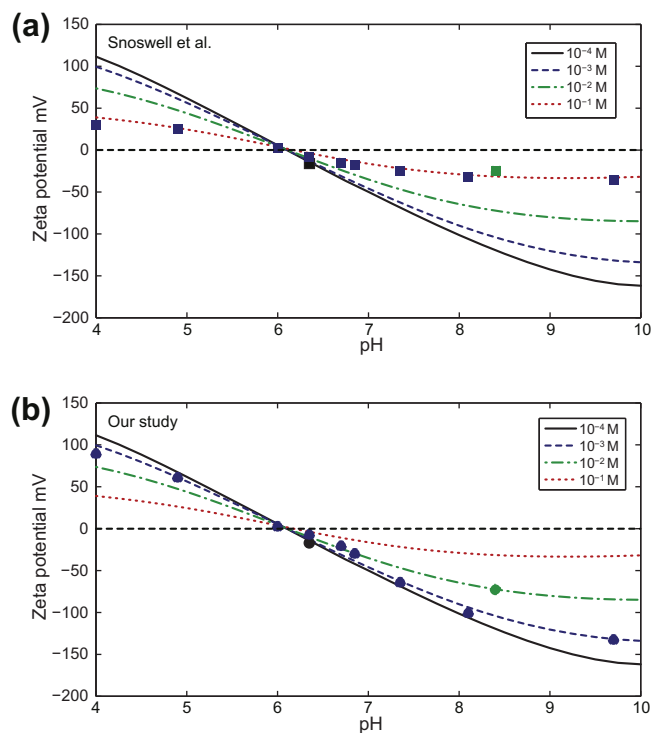 (a)
Snoswell et al.
10⁻⁴ M
10⁻³ M
10⁻² M
10⁻¹ M
150
100
50
0
−50
−100
−150
−200
Zeta potential mV
4
5
6
7
8
9
10
pH
(b)
Our study
10⁻⁴ M
10⁻³ M
10⁻² M
10⁻¹ M
150
100
50
0
−50
−100
−150
−200
Zeta potential mV
4
5
6
7
8
9
10
pH